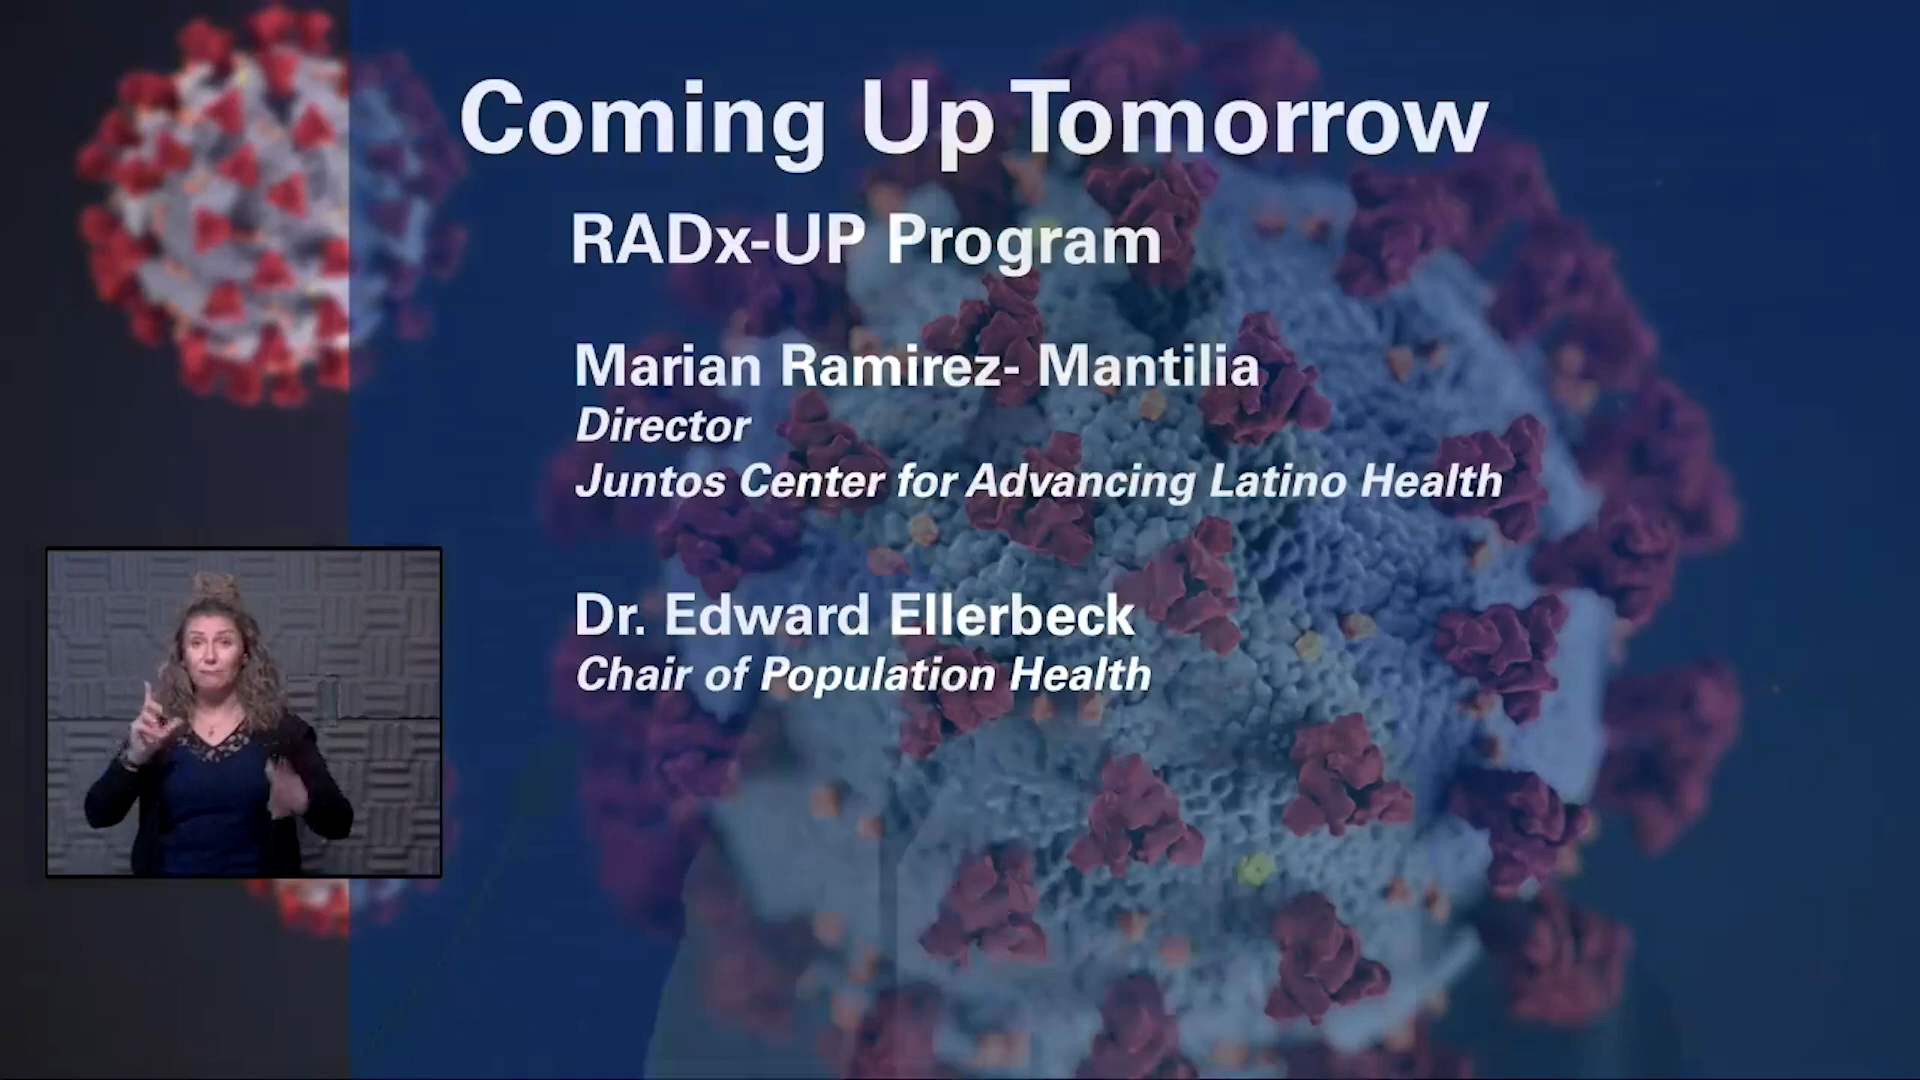 Coming Up Tomorrow
RADx-UP Program
Marian Ramirez- Mantilia
Director
Juntos Center for Advancing Latino Health
Dr. Edward Ellerbeck
Chair of Population Health